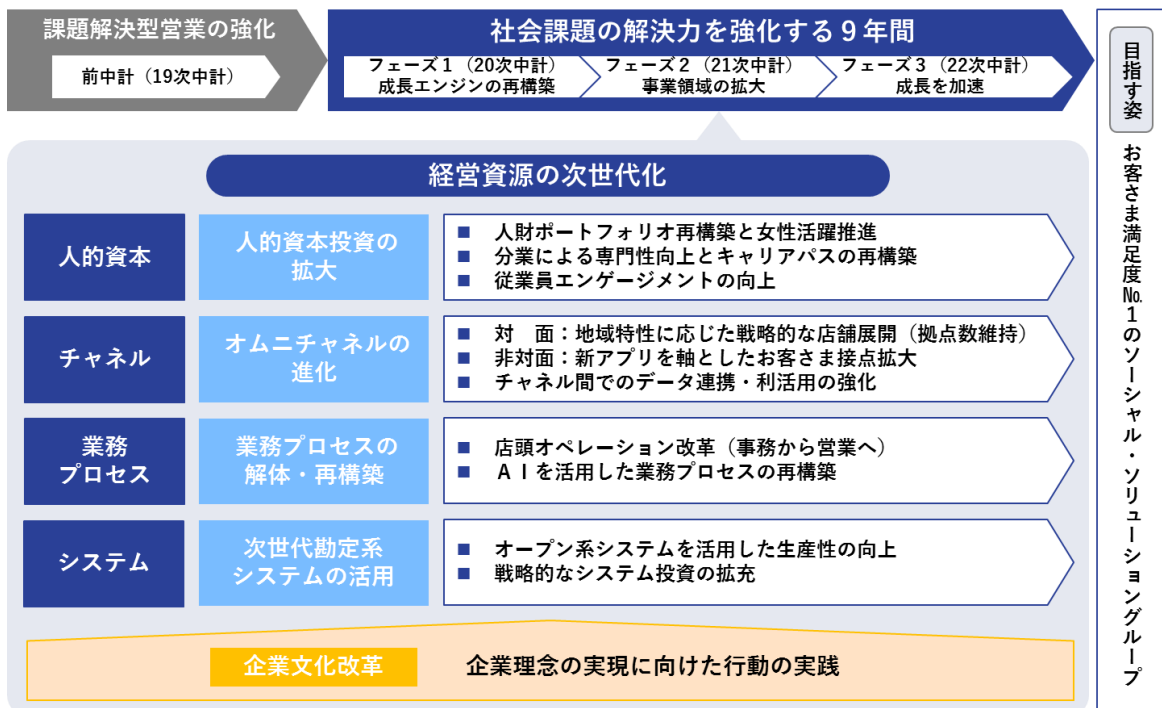 課題解決型営業の強化
前中計（19次中計）
社会課題の解決力を強化する９年間
フェーズ１（20次中計）
成長エンジンの再構築
フェーズ２（21次中計）
事業領域の拡大
フェーズ３（22次中計）
成長を加速
経営資源の次世代化
人的資本
人的資本投資の
拡大
■ 人財ポートフォリオ再構築と女性活躍推進
■ 分業による専門性向上とキャリアパスの再構築
■ 従業員エンゲージメントの向上
チャネル
オムニチャネルの
進化
■ 対　面：地域特性に応じた戦略的な店舗展開（拠点数維持）
■ 非対面：新アプリを軸としたお客さま接点拡大
■ チャネル間でのデータ連携・利活用の強化
業務
プロセス
業務プロセスの
解体・再構築
■ 店頭オペレーション改革（事務から営業へ）
■ ＡＩを活用した業務プロセスの再構築
システム
次世代勘定系
システムの活用
■ オープン系システムを活用した生産性の向上
■ 戦略的なシステム投資の拡充
企業文化改革
企業理念の実現に向けた行動の実践
目指す姿
お客さま満足度№１のソーシャル・ソリューショングループ